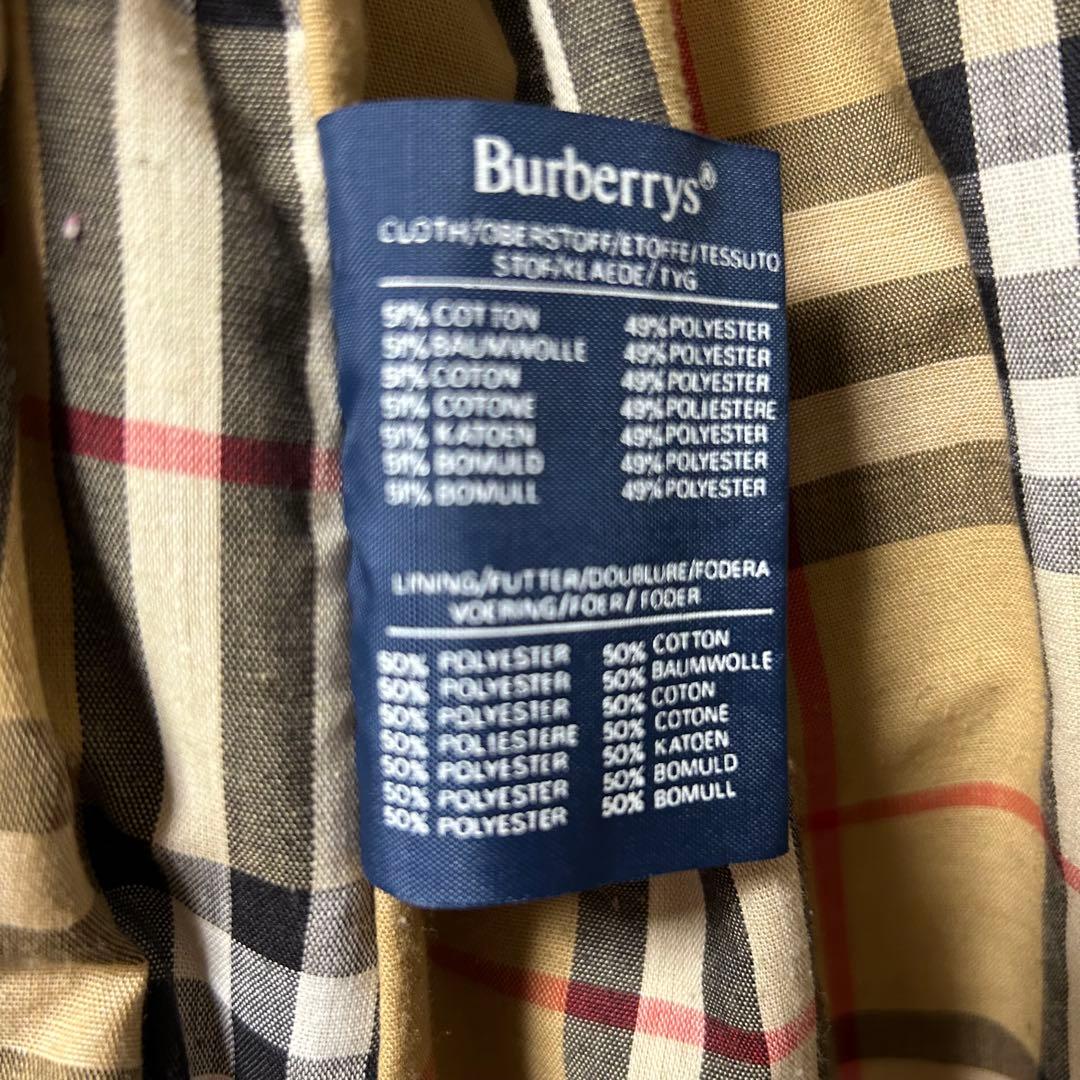 Burberrys®
CLOTH/OBERSTOFF/ETOFFE/TESSUTO
STOF/KLAEDE/TYG
51% COTTON 49% POLYESTER
51% BAUMWOLLE 49% POLYESTER
51% COTON 49% POLYESTER
51% COTONE 49% POLIESTERE
51% KATOEN 49% POLYESTER
51% BOMULD 49% POLYESTER
51% BOMULL 49% POLYESTER
LINING/FUTTER/DOUBLURE/FODERA
VOERING/FOER/FODER
50% POLYESTER 50% COTTON
50% POLYESTER 50% BAUMWOLLE
50% POLYESTER 50% COTON
50% POLIESTERE 50% COTONE
50% POLYESTER 50% KATOEN
50% POLYESTER 50% BOMULD
50% POLYESTER 50% BOMULL